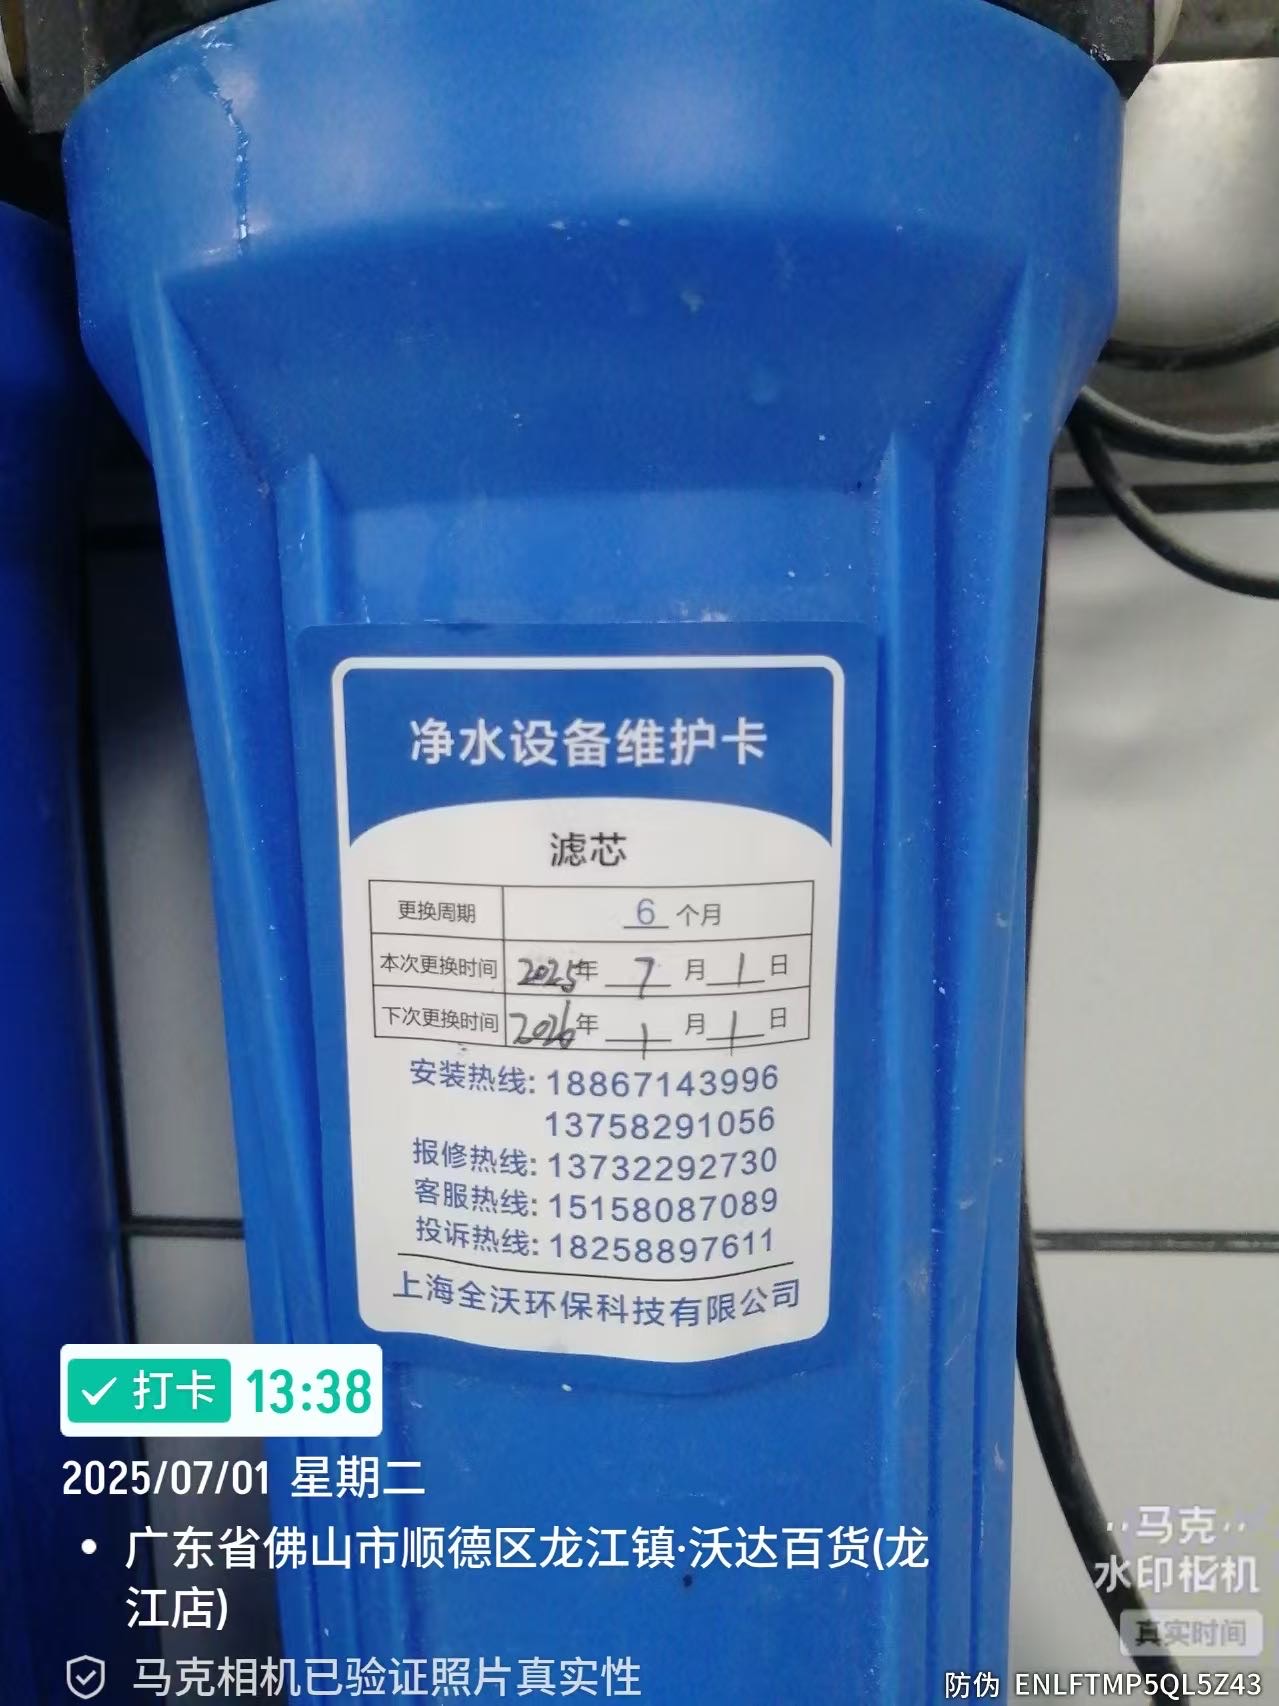 净水设备维护卡
滤芯
更换周期 6 个月
本次更换时间 2025年 7 月 1 日
下次更换时间 2026年 1 月 1 日
安装热线: 18867143996
13758291056
报修热线: 13732292730
客服热线: 15158087089
投诉热线: 18258897611
上海全沃环保科技有限公司
打卡 13:38
2025/07/01 星期二
• 广东省佛山市顺德区龙江镇·沃达百货(龙
江店)
马克相机已验证照片真实性
马克
水印相机
真实时间
防伪 ENLFTMP5QL5Z43